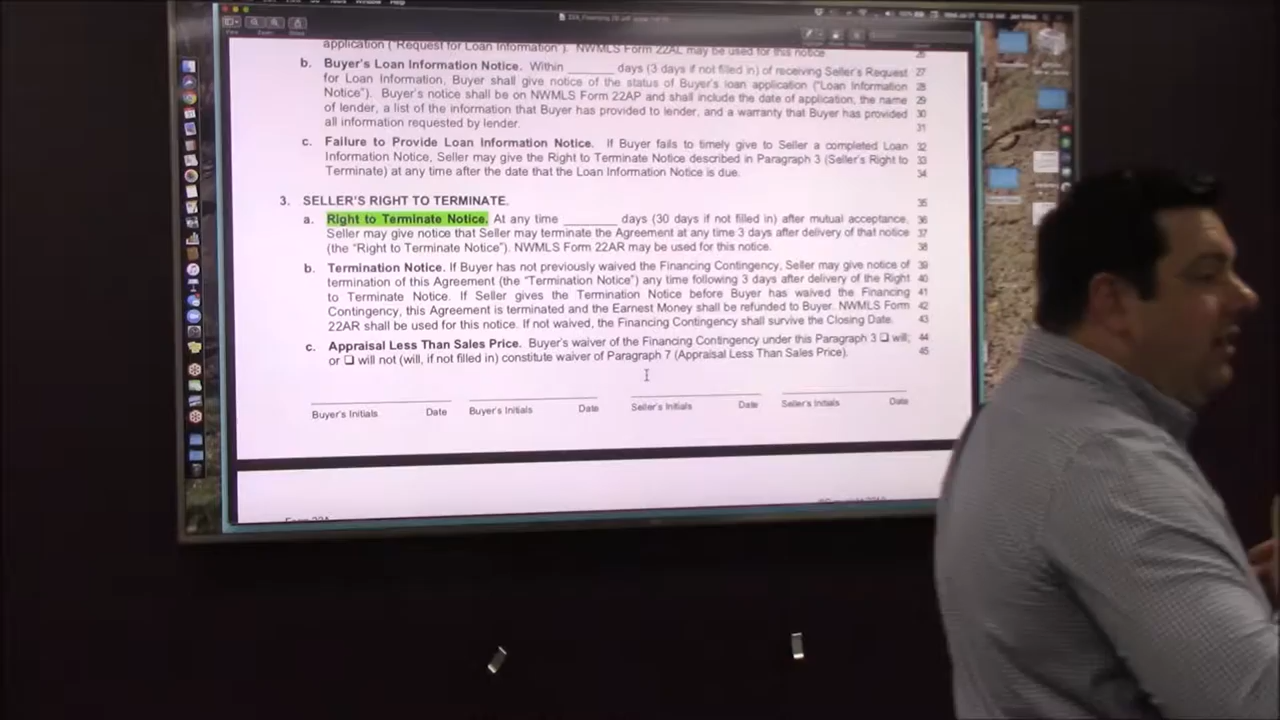 application ("Request for Loan Information"). NWMLS Form 22AL may be used for this notice
b. Buyer's Loan Information Notice. Within ______ days (3 days if not filled in) of receiving Seller's Request 27
for Loan Information, Buyer shall give notice of the status of Buyer's loan application ("Loan Information 28
Notice"). Buyer's notice shall be on NWMLS Form 22AP and shall include the date of application, the name 29
of lender, a list of the information that Buyer has provided to lender, and a warranty that Buyer has provided 30
all information requested by lender. 31
c. Failure to Provide Loan Information Notice. If Buyer fails to timely give to Seller a completed Loan 32
Information Notice, Seller may give the Right to Terminate Notice described in Paragraph 3 (Seller's Right to 33
Terminate) at any time after the date that the Loan Information Notice is due. 34
3. SELLER'S RIGHT TO TERMINATE. 35
a. Right to Terminate Notice. At any time _______ days (30 days if not filled in) after mutual acceptance, 36
Seller may give notice that Seller may terminate the Agreement at any time 3 days after delivery of that notice 37
(the "Right to Terminate Notice"). NWMLS Form 22AR may be used for this notice. 38
b. Termination Notice. If Buyer has not previously waived the Financing Contingency, Seller may give notice of 39
termination of this Agreement (the "Termination Notice") any time following 3 days after delivery of the Right 40
to Terminate Notice. If Seller gives the Termination Notice before Buyer has waived the Financing 41
Contingency, this Agreement is terminated and the Earnest Money shall be refunded to Buyer. NWMLS Form 42
22AR shall be used for this notice. If not waived, the Financing Contingency shall survive the Closing Date. 43
c. Appraisal Less Than Sales Price. Buyer's waiver of the Financing Contingency under this Paragraph 3 ❑ will; 44
or ❑ will not (will, if not filled in) constitute waiver of Paragraph 7 (Appraisal Less Than Sales Price). 45
Buyer's Initials Date Buyer's Initials Date Seller's Initials Date Seller's Initials Date